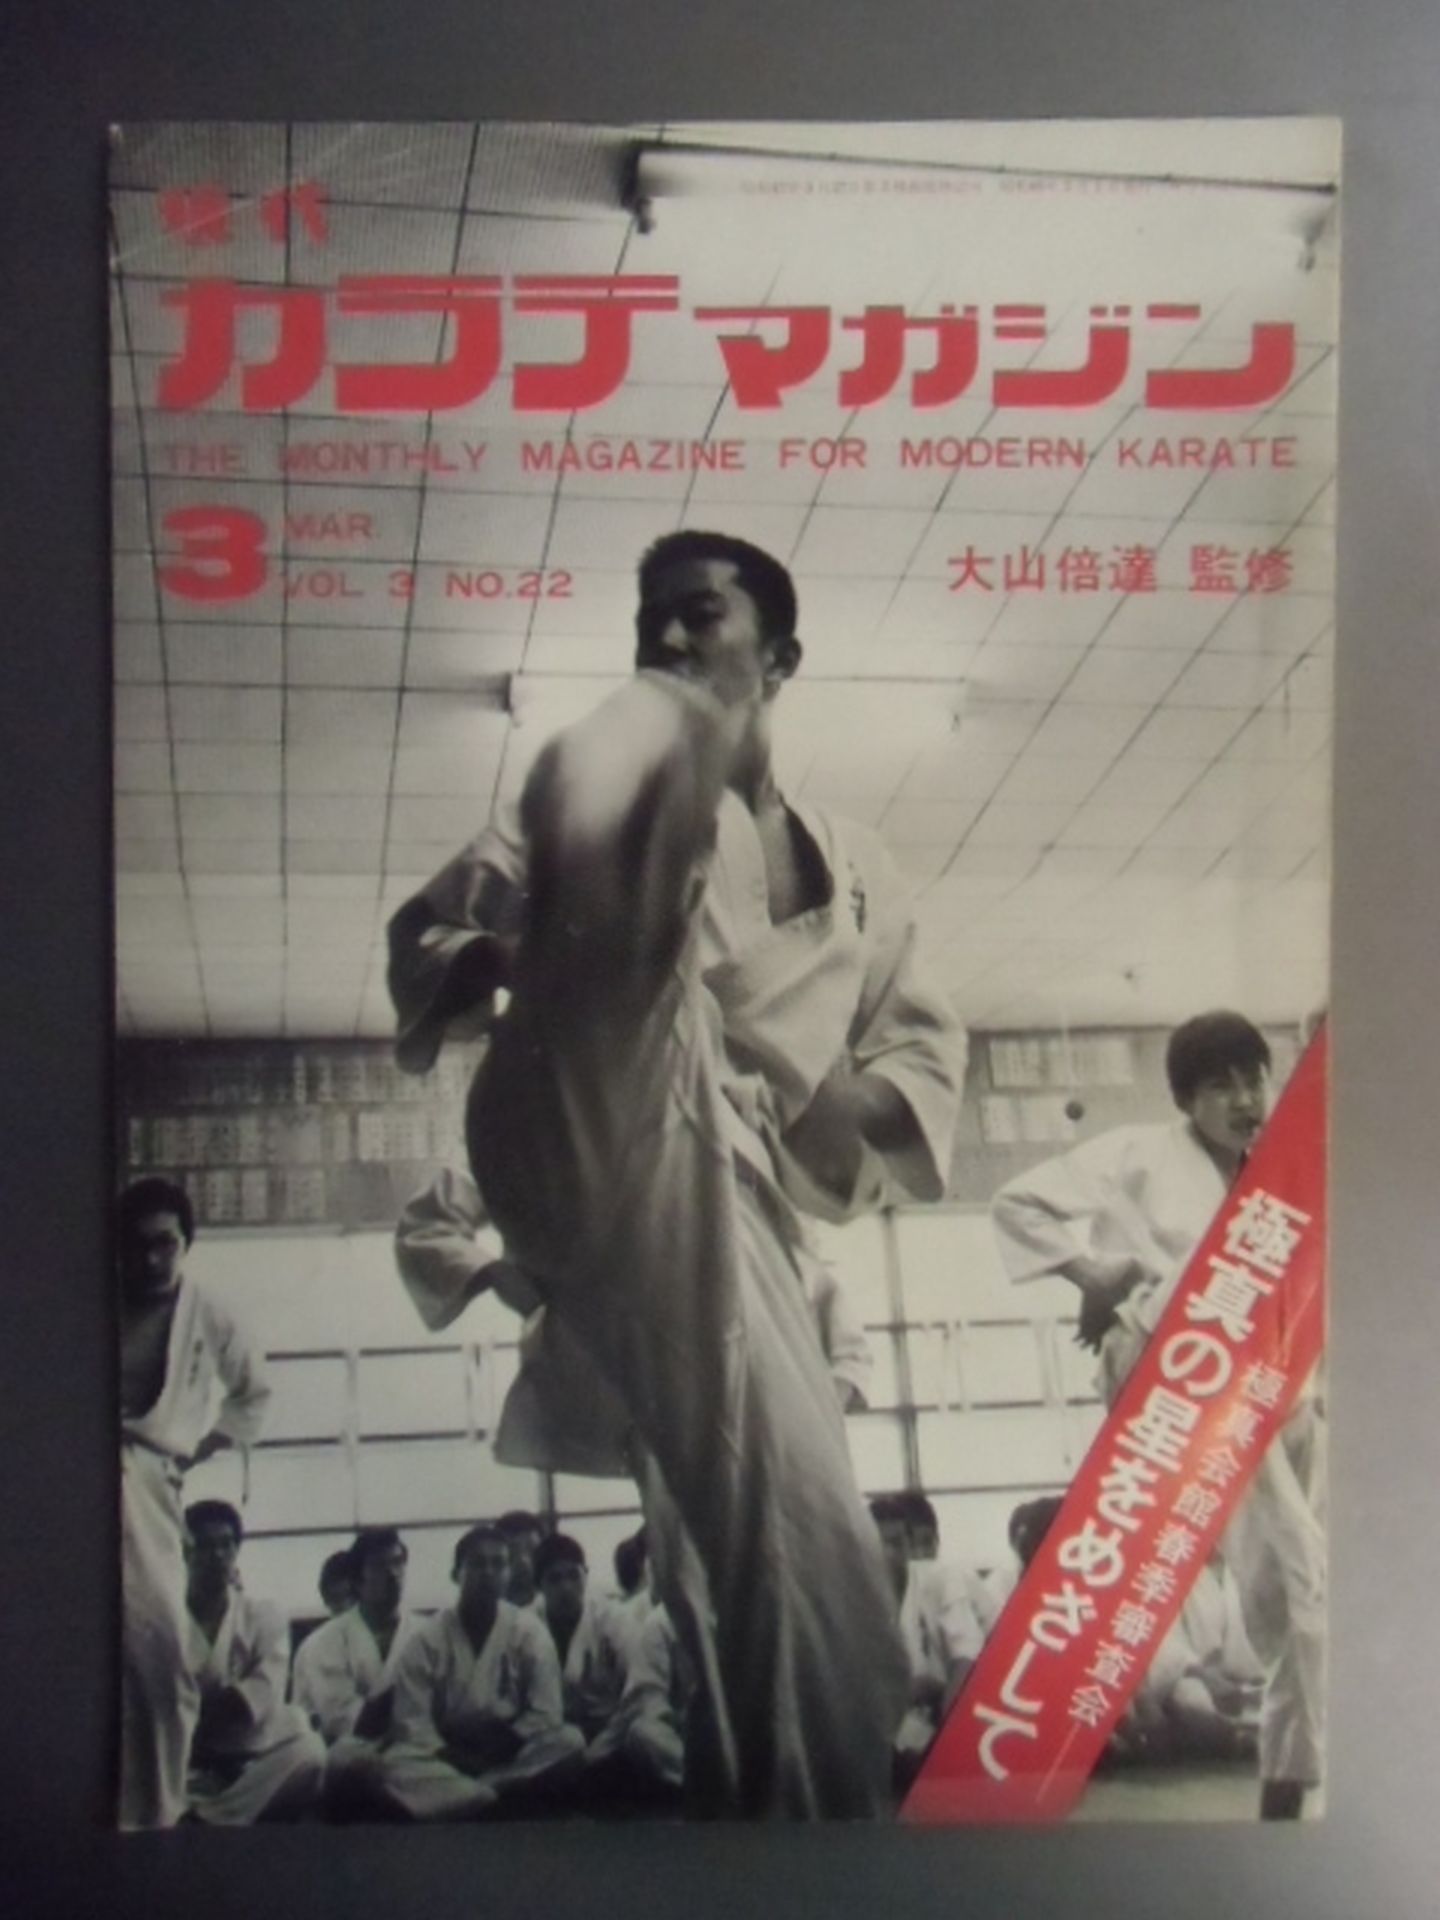 現代
カラテマガジン
THE MONTHLY MAGAZINE FOR MODERN KARATE
3 MAR.
VOL 3 NO.22
大山倍達 監修
極真の星をめざして
―極真会館春季審査会―